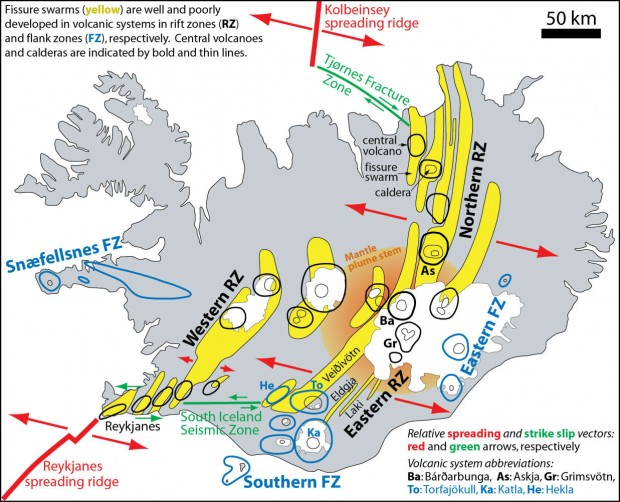 Fissure swarms (yellow) are well and poorly
developed in volcanic systems in rift zones (RZ)
and flank zones (FZ), respectively. Central volcanoes
and calderas are indicated by bold and thin lines.
Kolbeinsey
spreading ridge
50 km
Tjørnes Fracture
Zone
central
volcano
fissure
swarm
caldera
Northern RZ
Snæfellsnes FZ
Western RZ
Mantle
plume stem
As
Ba
Gr
Eastern FZ
Veiðivötn
He
To
Eldgja
Laki
Eastern RZ
Reykjanes
South Iceland
Seismic Zone
Ka
Reykjanes
spreading ridge
Southern FZ
Relative spreading and strike slip vectors:
red and green arrows, respectively
Volcanic system abbreviations:
Ba: Bárðarbunga, As: Askja, Gr: Grimsvötn,
To: Torfajökull, Ka: Katla, He: Hekla